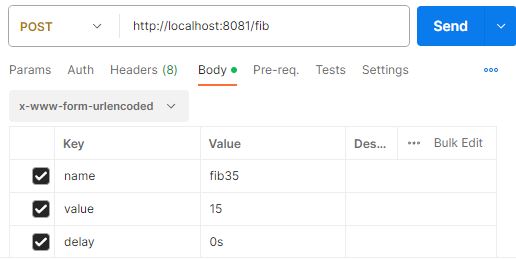 POST http://localhost:8081/fib Send
Params Auth Headers (8) Body Pre-req. Tests Settings
x-www-form-urlencoded
Key Value Des... Bulk Edit
name fib35
value 15
delay 0s